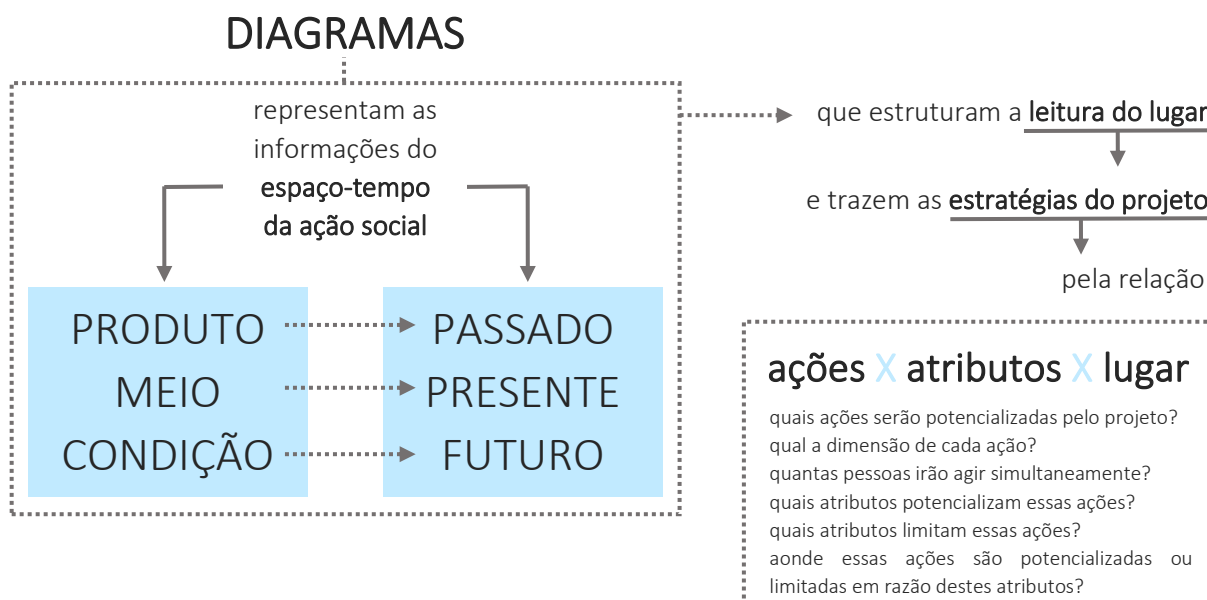 DIAGRAMAS
representam as
informações do
espaço-tempo
da ação social
PRODUTO
PASSADO
MEIO
PRESENTE
CONDIÇÃO
FUTURO
que estruturam a leitura do lugar
e trazem as estratégias do projeto
pela relação
ações X atributos X lugar
quais ações serão potencializadas pelo projeto?
qual a dimensão de cada ação?
quantas pessoas irão agir simultaneamente?
quais atributos potencializam essas ações?
quais atributos limitam essas ações?
aonde essas ações são potencializadas ou
limitadas em razão destes atributos?